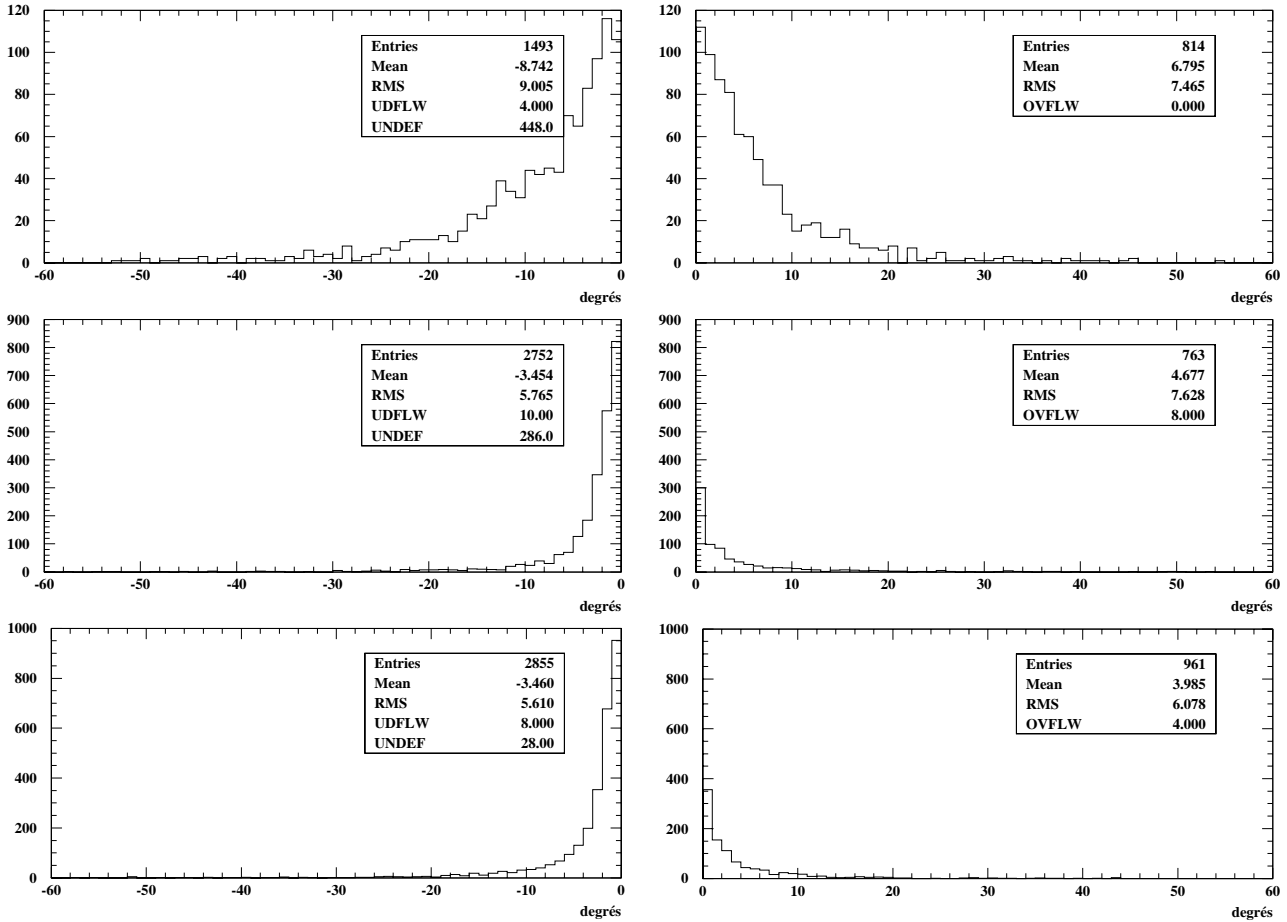 120
100
80
60
40
20
0
Entries 1493
Mean -8.742
RMS 9.005
UDFLW 4.000
UNDEF 448.0
-60 -50 -40 -30 -20 -10 0
degrés
120
100
80
60
40
20
0
Entries 814
Mean 6.795
RMS 7.465
OVFLW 0.000
0 10 20 30 40 50 60
degrés
900
800
700
600
500
400
300
200
100
0
Entries 2752
Mean -3.454
RMS 5.765
UDFLW 10.00
UNDEF 286.0
-60 -50 -40 -30 -20 -10 0
degrés
900
800
700
600
500
400
300
200
100
0
Entries 763
Mean 4.677
RMS 7.628
OVFLW 8.000
0 10 20 30 40 50 60
degrés
1000
800
600
400
200
0
Entries 2855
Mean -3.460
RMS 5.610
UDFLW 8.000
UNDEF 28.00
-60 -50 -40 -30 -20 -10 0
degrés
1000
800
600
400
200
0
Entries 961
Mean 3.985
RMS 6.078
OVFLW 4.000
0 10 20 30 40 50 60
degrés